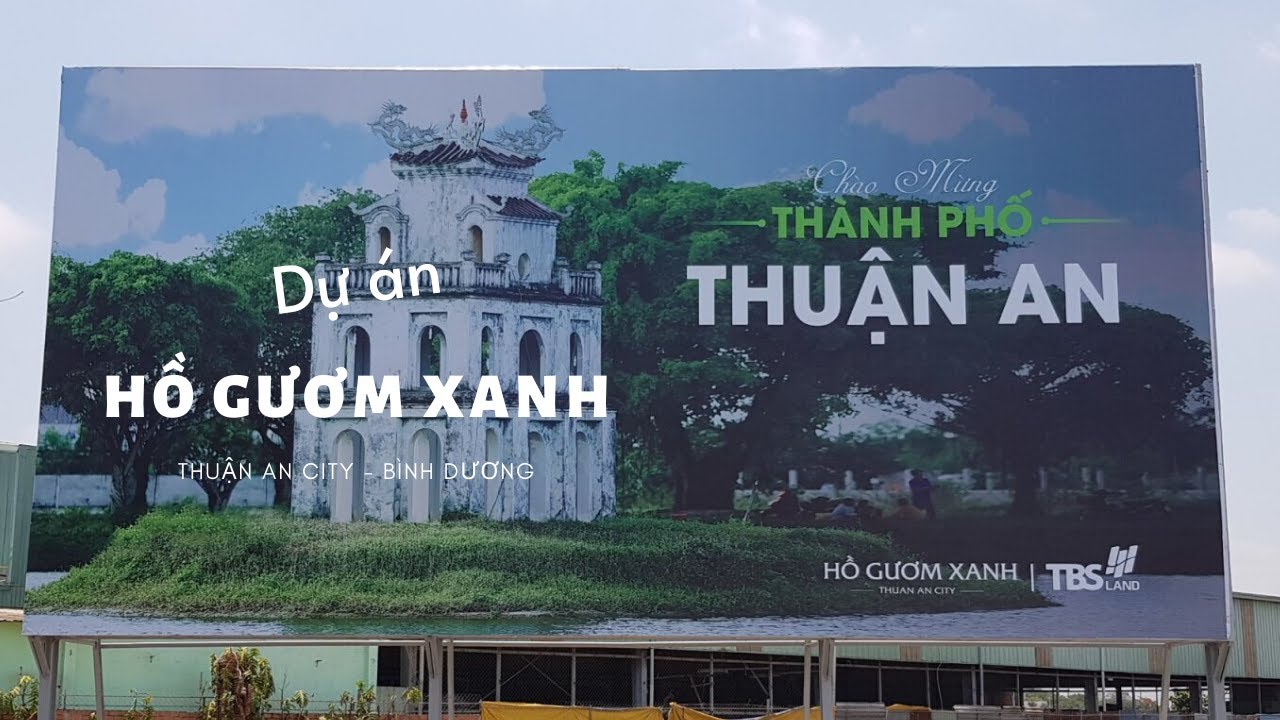 Chào Mừng
THÀNH PHỐ
THUẬN AN
Dự án
HỒ GƯƠM XANH
THUẬN AN CITY - BÌNH DƯƠNG
HỒ GƯƠM XANH | TBS LAND
THUAN AN CITY